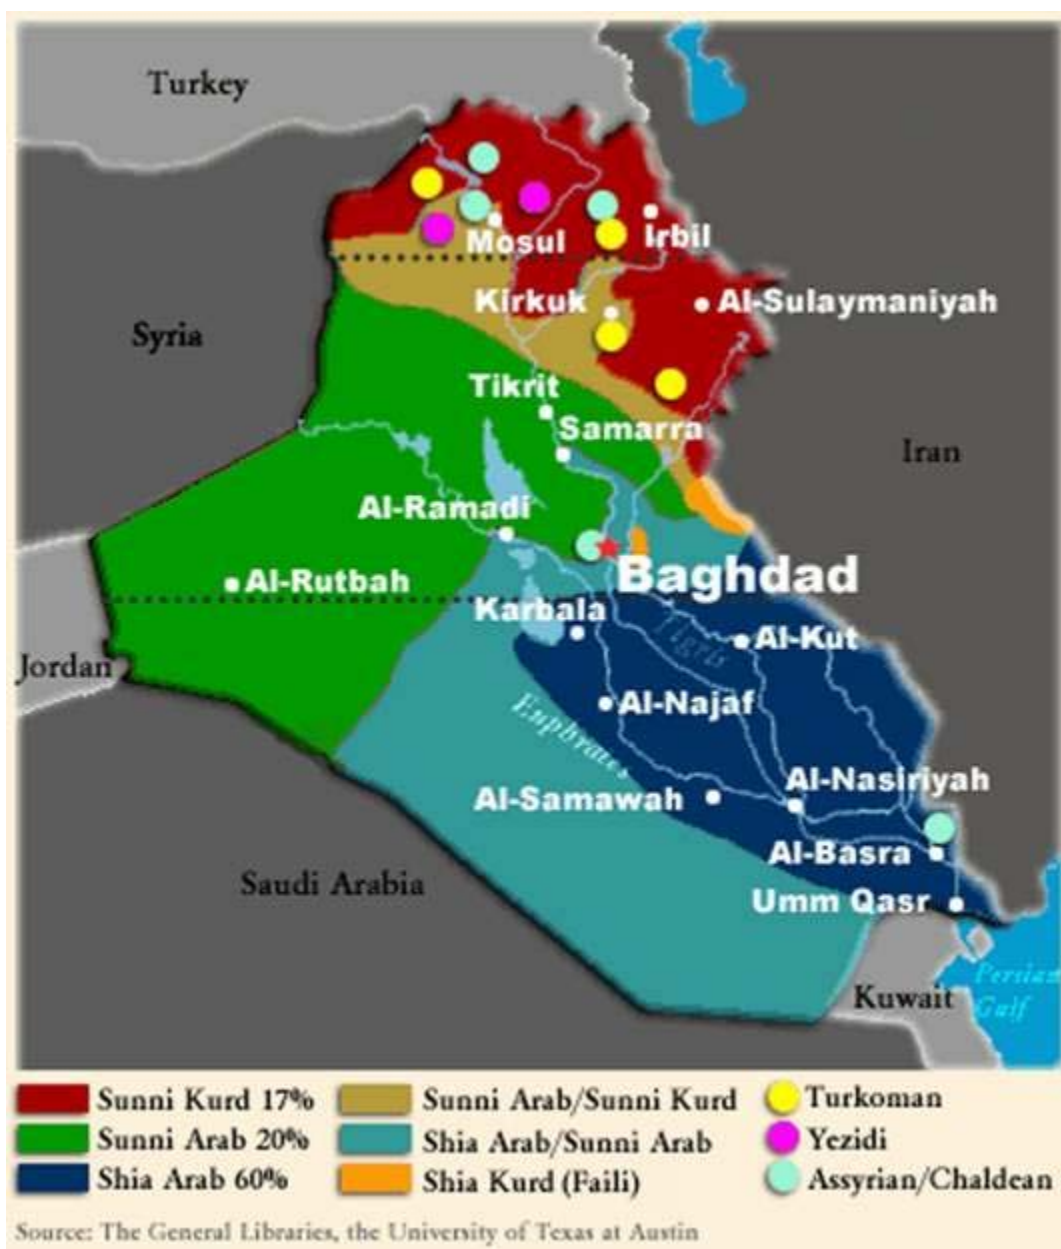 Turkey
Mosul
Irbil
Kirkuk
Al-Sulaymaniyah
Syria
Tikrit
Samarra
Iran
Al-Ramadi
Baghdad
Al-Rutbah
Karbala
Tigris
Al-Kut
Jordan
Al-Najaf
Euphrates
Al-Nasiriyah
Al-Samawah
Al-Basra
Saudi Arabia
Umm Qasr
Persian
Gulf
Kuwait
Sunni Kurd 17%
Sunni Arab/Sunni Kurd
Turkoman
Sunni Arab 20%
Shia Arab/Sunni Arab
Yezidi
Shia Arab 60%
Shia Kurd (Faili)
Assyrian/Chaldean
Source: The General Libraries, the University of Texas at Austin